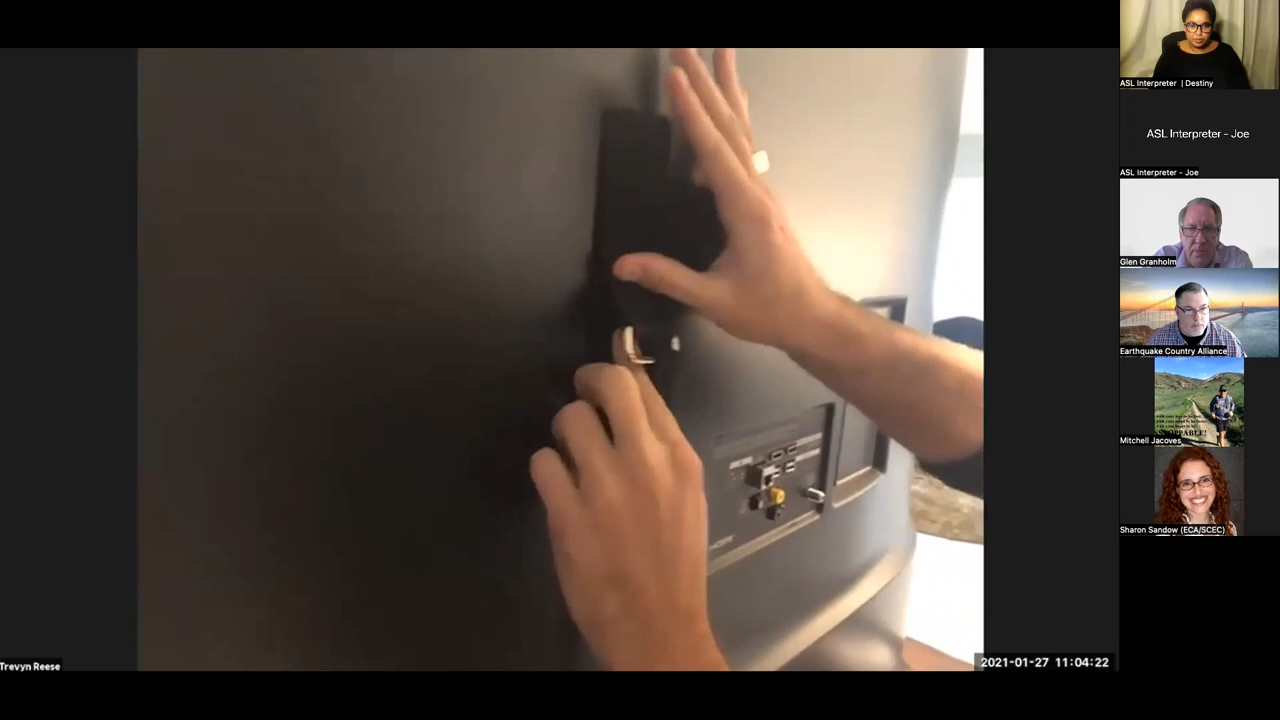 ASL Interpreter | Destiny
ASL Interpreter - Joe
ASL Interpreter - Joe
Glen Granholm
Earthquake Country Alliance
Mitchell Jacoves
Sharon Sandow (ECA/SCEC)
Trevyn Reese
2021-01-27 11:04:22